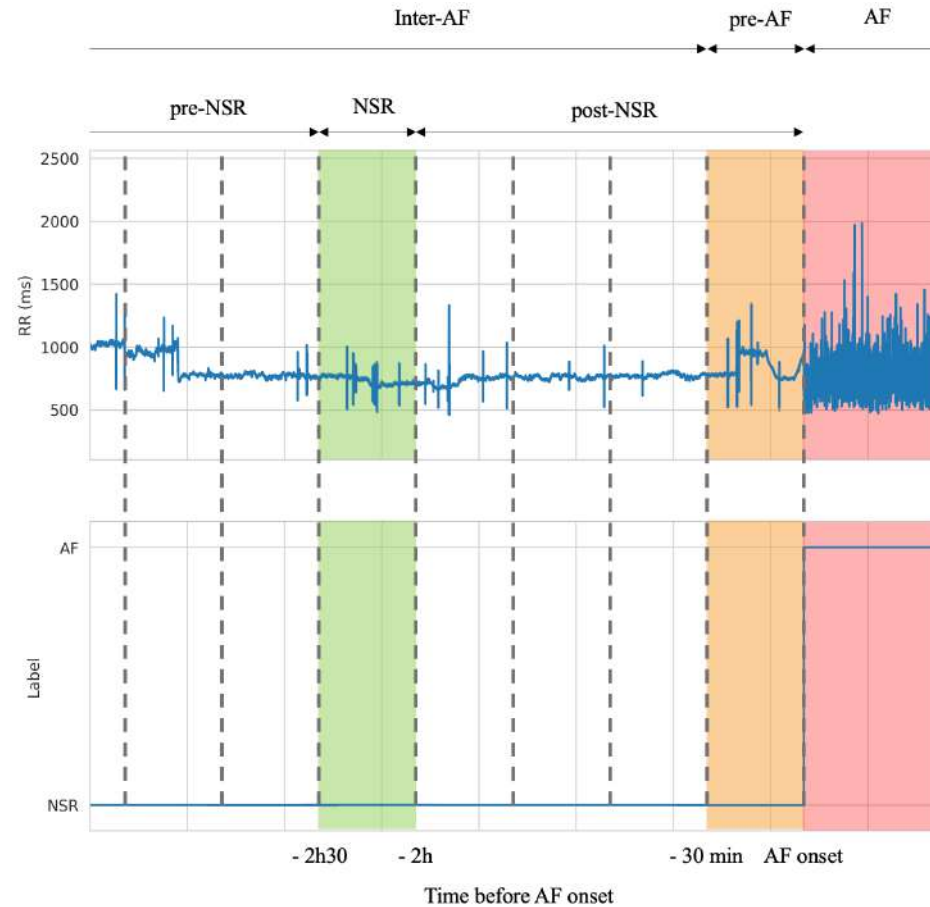 Inter-AF pre-AF AF
pre-NSR NSR post-NSR
2500
2000
1500
1000
500
RR (ms)
AF
Label
NSR
- 2h30 - 2h - 30 min AF onset
Time before AF onset